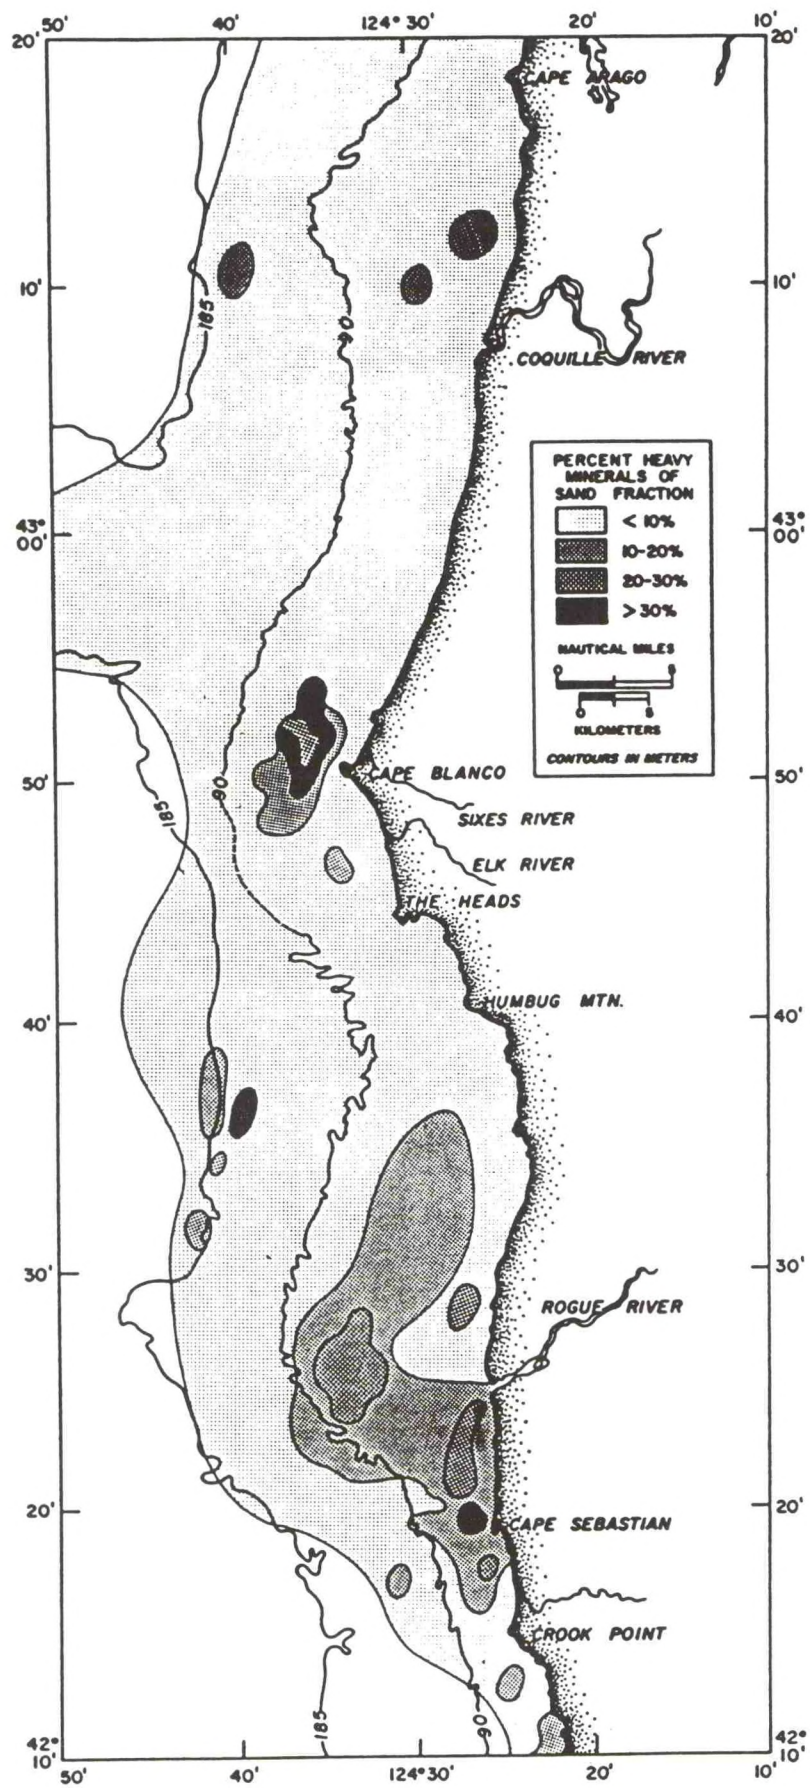 50' 40' 124° 30' 20' 10'
20' 20'
CAPE ARAGO
10' 10'
185
90
COQUILLE RIVER
PERCENT HEAVY
MINERALS OF
SAND FRACTION
< 10%
10-20%
20-30%
> 30%
NAUTICAL MILES
0 5
0 5
KILOMETERS
CONTOURS IN METERS
43° 43°
00' 00'
50' 50'
CAPE BLANCO
185
90
SIXES RIVER
ELK RIVER
THE HEADS
HUMBUG MTN.
40' 40'
30' 30'
ROGUE RIVER
20' 20'
CAPE SEBASTIAN
CROOK POINT
185
90
42° 42°
10' 10'
50' 40' 124° 30' 20' 10'